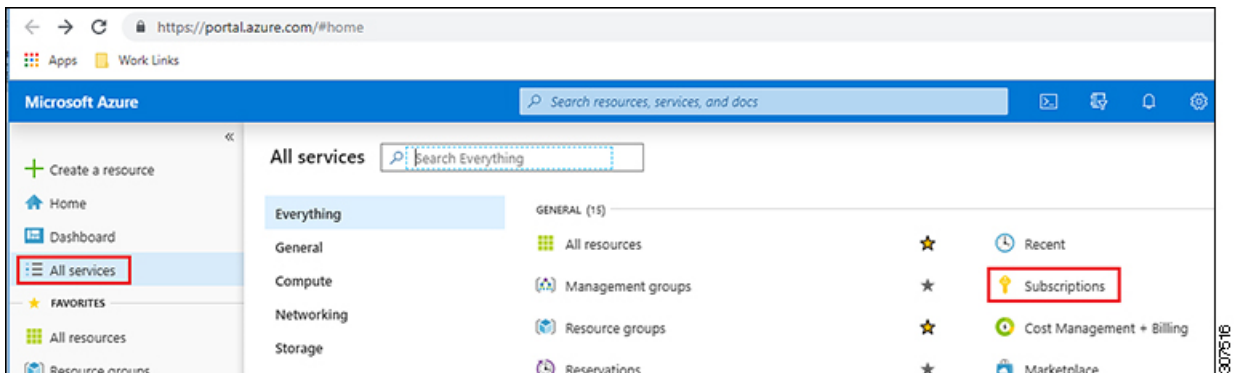 https://portal.azure.com/#home
Apps Work Links
Microsoft Azure
Search resources, services, and docs
«
Create a resource
Home
Dashboard
All services
FAVORITES
All resources
Resource groups
All services
Search Everything
Everything
General
Compute
Networking
Storage
GENERAL (15)
All resources
Management groups
Resource groups
Reservations
Recent
Subscriptions
Cost Management + Billing
Marketplace
307516